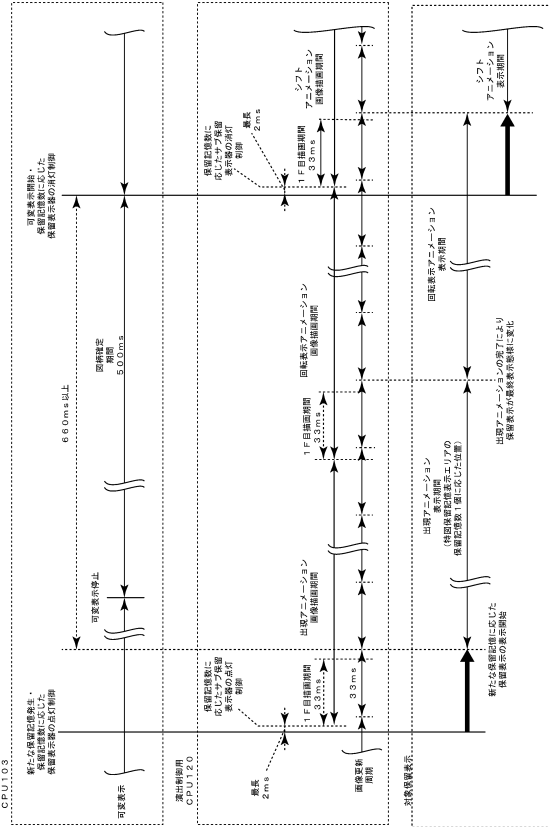 CPU103
新たな保留記憶発生・
保留記憶数に応じた
保留表示器の点灯制御
660ms以上
可変表示開始・
保留記憶数に応じた
保留表示器の消灯制御
可変表示
可変表示停止
図柄確定
期間
500ms
演出制御用
CPU120
最長
2ms
保留記憶数に
応じたサブ保留
表示器の点灯
制御
1F目描画期間
33ms
出現アニメーション
画像描画期間
1F目描画期間
33ms
回転表示アニメーション
画像描画期間
保留記憶数に
応じたサブ保留
表示器の消灯
制御
最長
2ms
1F目描画期間
33ms
シフト
アニメーション
画像描画期間
画像更新
周期
33ms
対象保留表示
新たな保留記憶に応じた
保留表示の表示開始
出現アニメーション
表示期間
(特図保留記憶表示エリアの
保留記憶数1個に応じた位置)
出現アニメーションの完了により
保留表示が最終表示態様に変化
回転表示アニメーション
表示期間
シフト
アニメーション
表示期間